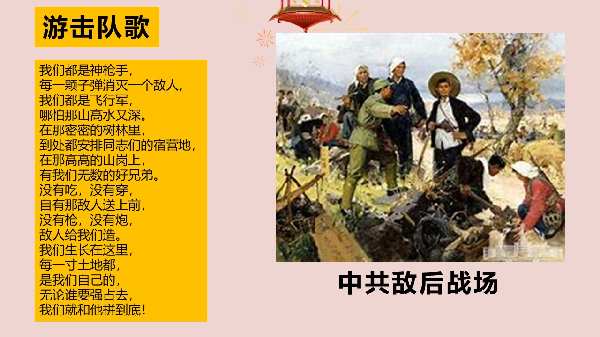 游击队歌
我们都是神枪手，
每一颗子弹消灭一个敌人，
我们都是飞行军，
哪怕那山高水又深。
在那密密的树林里，
到处都安排同志们的宿营地，
在那高高的山岗上，
有我们无数的好兄弟。
没有吃，没有穿，
自有那敌人送上前，
没有枪，没有炮，
敌人给我们造。
我们生长在这里，
每一寸土地都，
是我们自己的，
无论谁要强占去，
我们就和他拼到底！
中共敌后战场